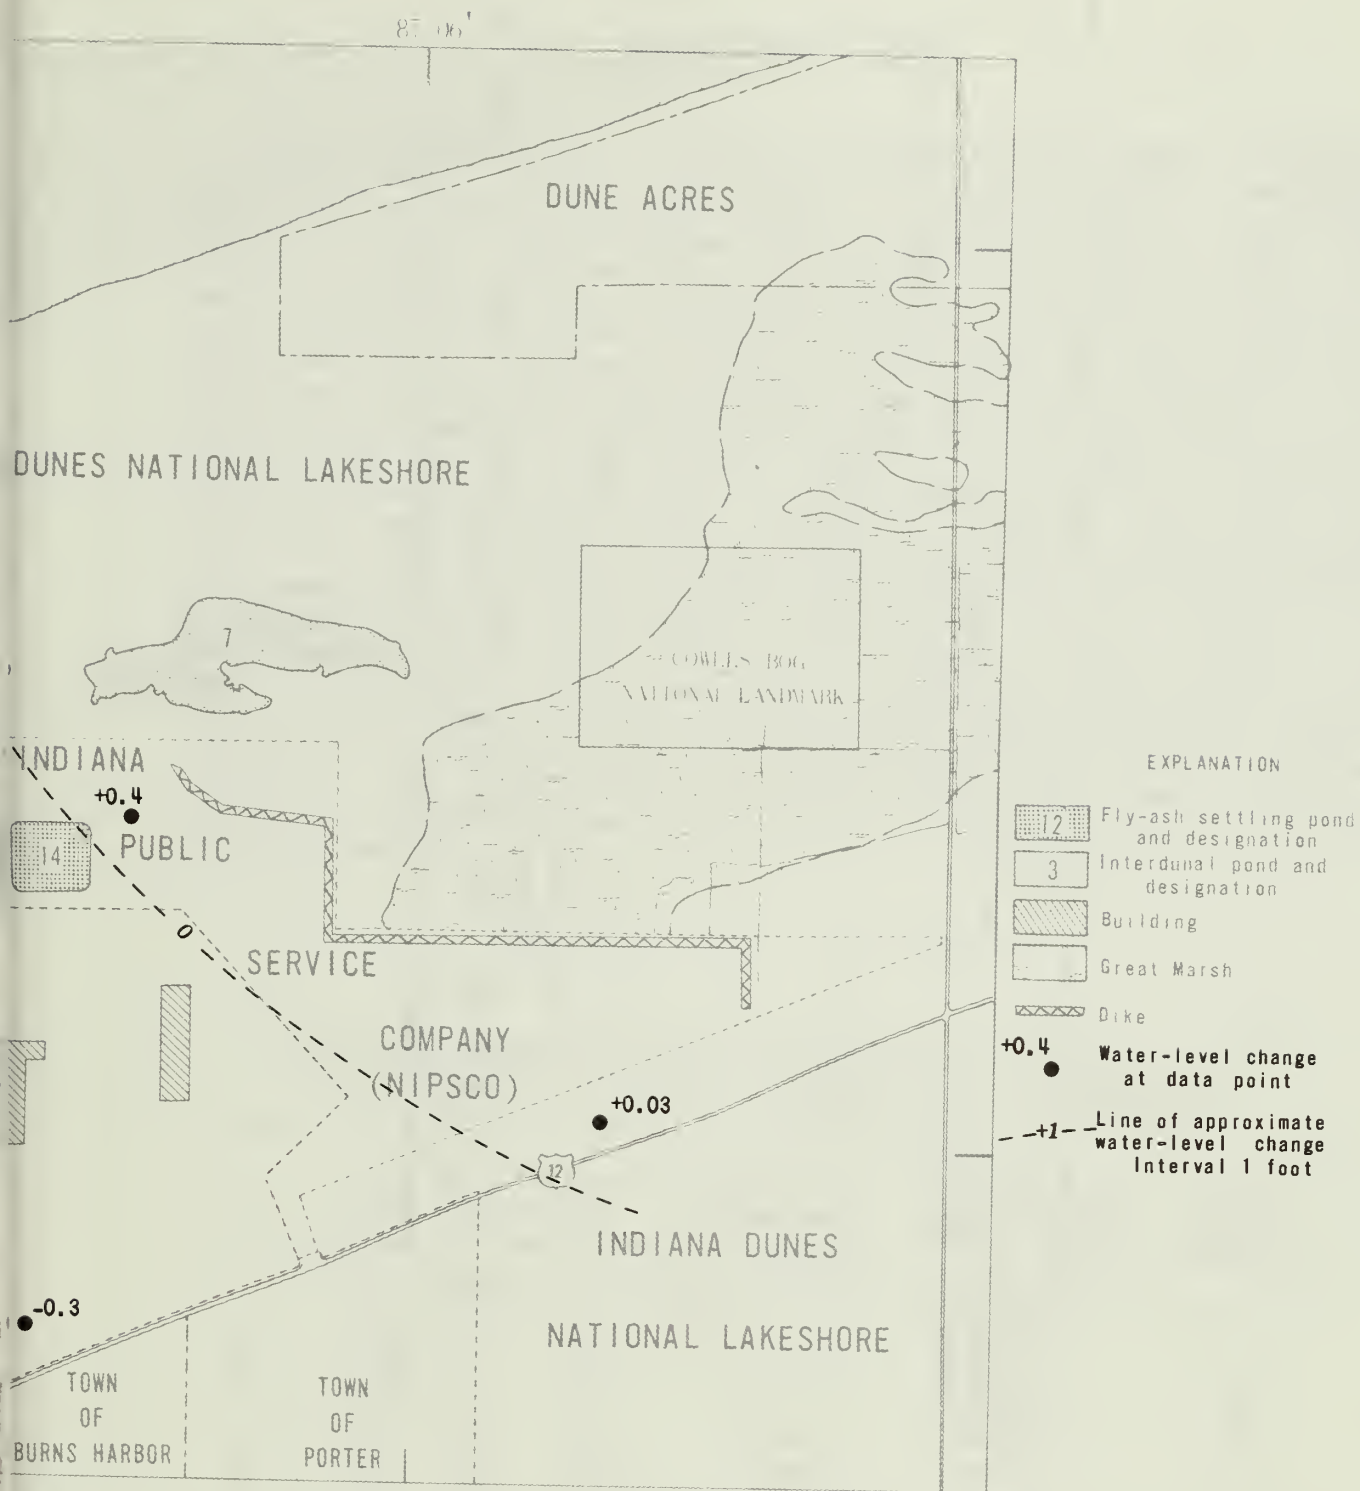 87 06'
DUNE ACRES
DUNES NATIONAL LAKESHORE
7
COWLES BOG
NATIONAL LANDMARK
INDIANA
+0.4
14
PUBLIC
0
SERVICE
COMPANY
(NIPSCO)
+0.03
12
INDIANA DUNES
-0.3
NATIONAL LAKESHORE
TOWN
OF
BURNS HARBOR
TOWN
OF
PORTER
EXPLANATION
12 Fly-ash settling pond
and designation
3 Interdunal pond and
designation
Building
Great Marsh
Dike
+0.4 Water-level change
at data point
+1 Line of approximate
water-level change
Interval 1 foot